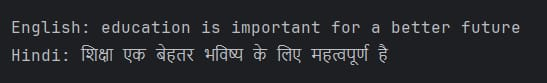 English: education is important for a better future
Hindi: शिक्षा एक बेहतर भविष्य के लिए महत्वपूर्ण है